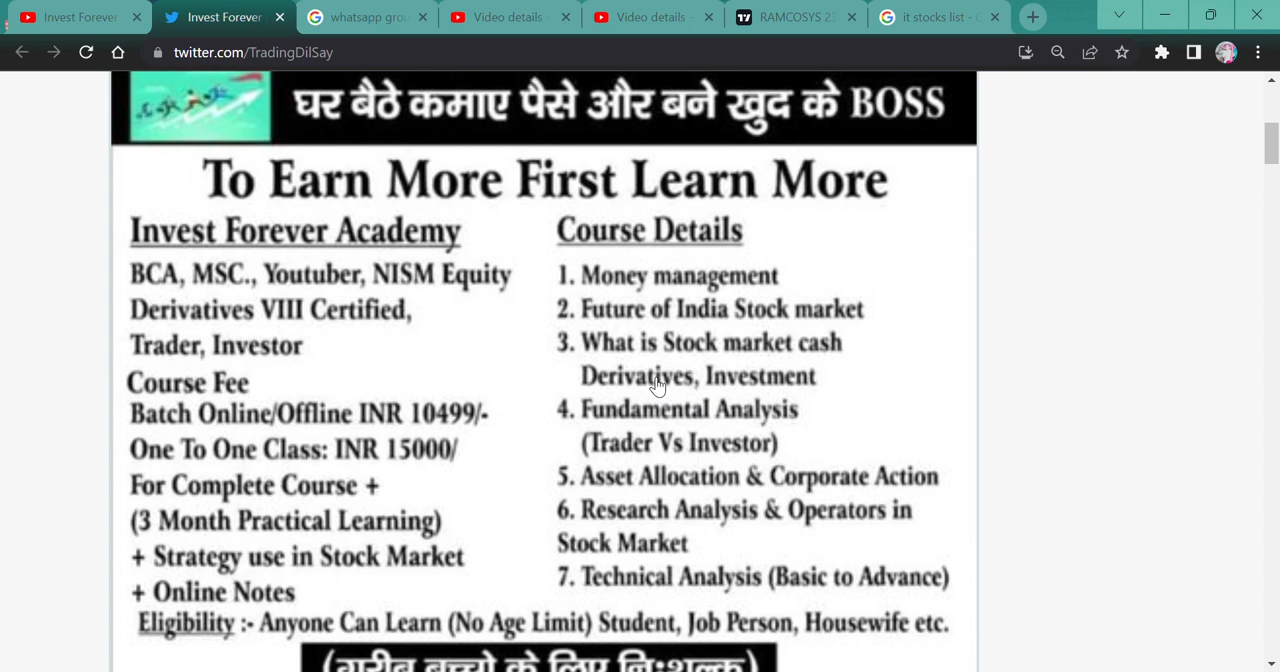 Invest Forever
Invest Forever
whatsapp grou
Video details -
Video details -
RAMCOSYS 23
it stocks list - G
twitter.com/TradingDilSay
घर बैठे कमाए पैसे और बने खुद के BOSS
To Earn More First Learn More
Invest Forever Academy
BCA, MSC., Youtuber, NISM Equity
Derivatives VIII Certified,
Trader, Investor
Course Fee
Batch Online/Offline INR 10499/-
One To One Class: INR 15000/
For Complete Course +
(3 Month Practical Learning)
+ Strategy use in Stock Market
+ Online Notes
Course Details
1. Money management
2. Future of India Stock market
3. What is Stock market cash
Derivatives, Investment
4. Fundamental Analysis
(Trader Vs Investor)
5. Asset Allocation & Corporate Action
6. Research Analysis & Operators in
Stock Market
7. Technical Analysis (Basic to Advance)
Eligibility :- Anyone Can Learn (No Age Limit) Student, Job Person, Housewife etc.
(गरीब बच्चो के लिए निःशुल्क)